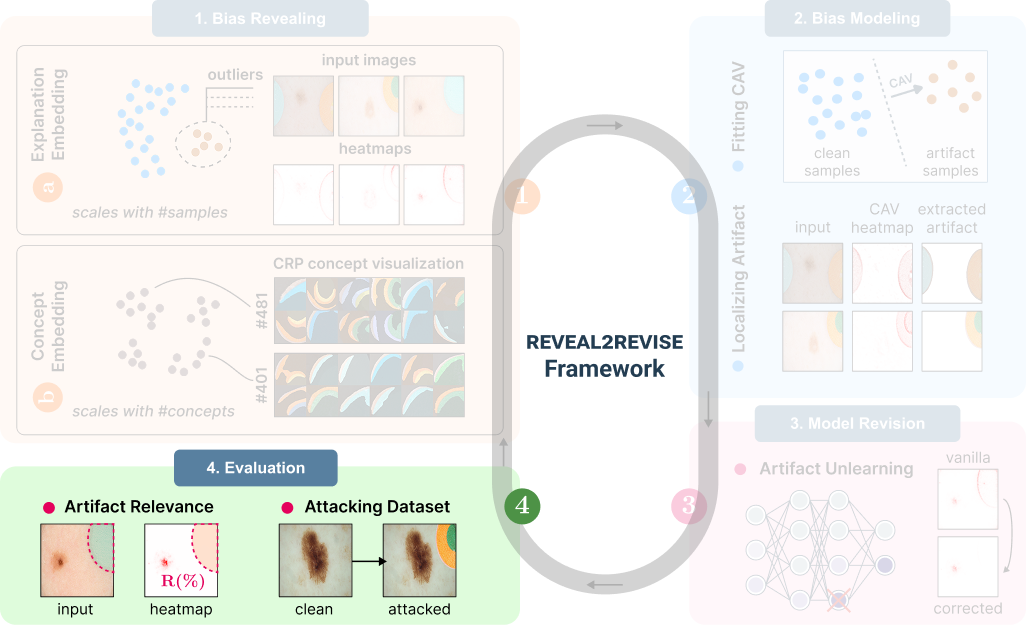 1. Bias Revealing
Explanation
Embedding
a
outliers
input images
heatmaps
scales with #samples
Concept
Embedding
b
CRP concept visualization
#481
#401
scales with #concepts
1
2
3
4
REVEAL2REVISE
Framework
2. Bias Modeling
Fitting CAV
CAV
clean
samples
artifact
samples
Localizing Artifact
input
CAV
heatmap
extracted
artifact
3. Model Revision
Artifact Unlearning
vanilla
corrected
4. Evaluation
Artifact Relevance
R(%)
input
heatmap
Attacking Dataset
clean
attacked